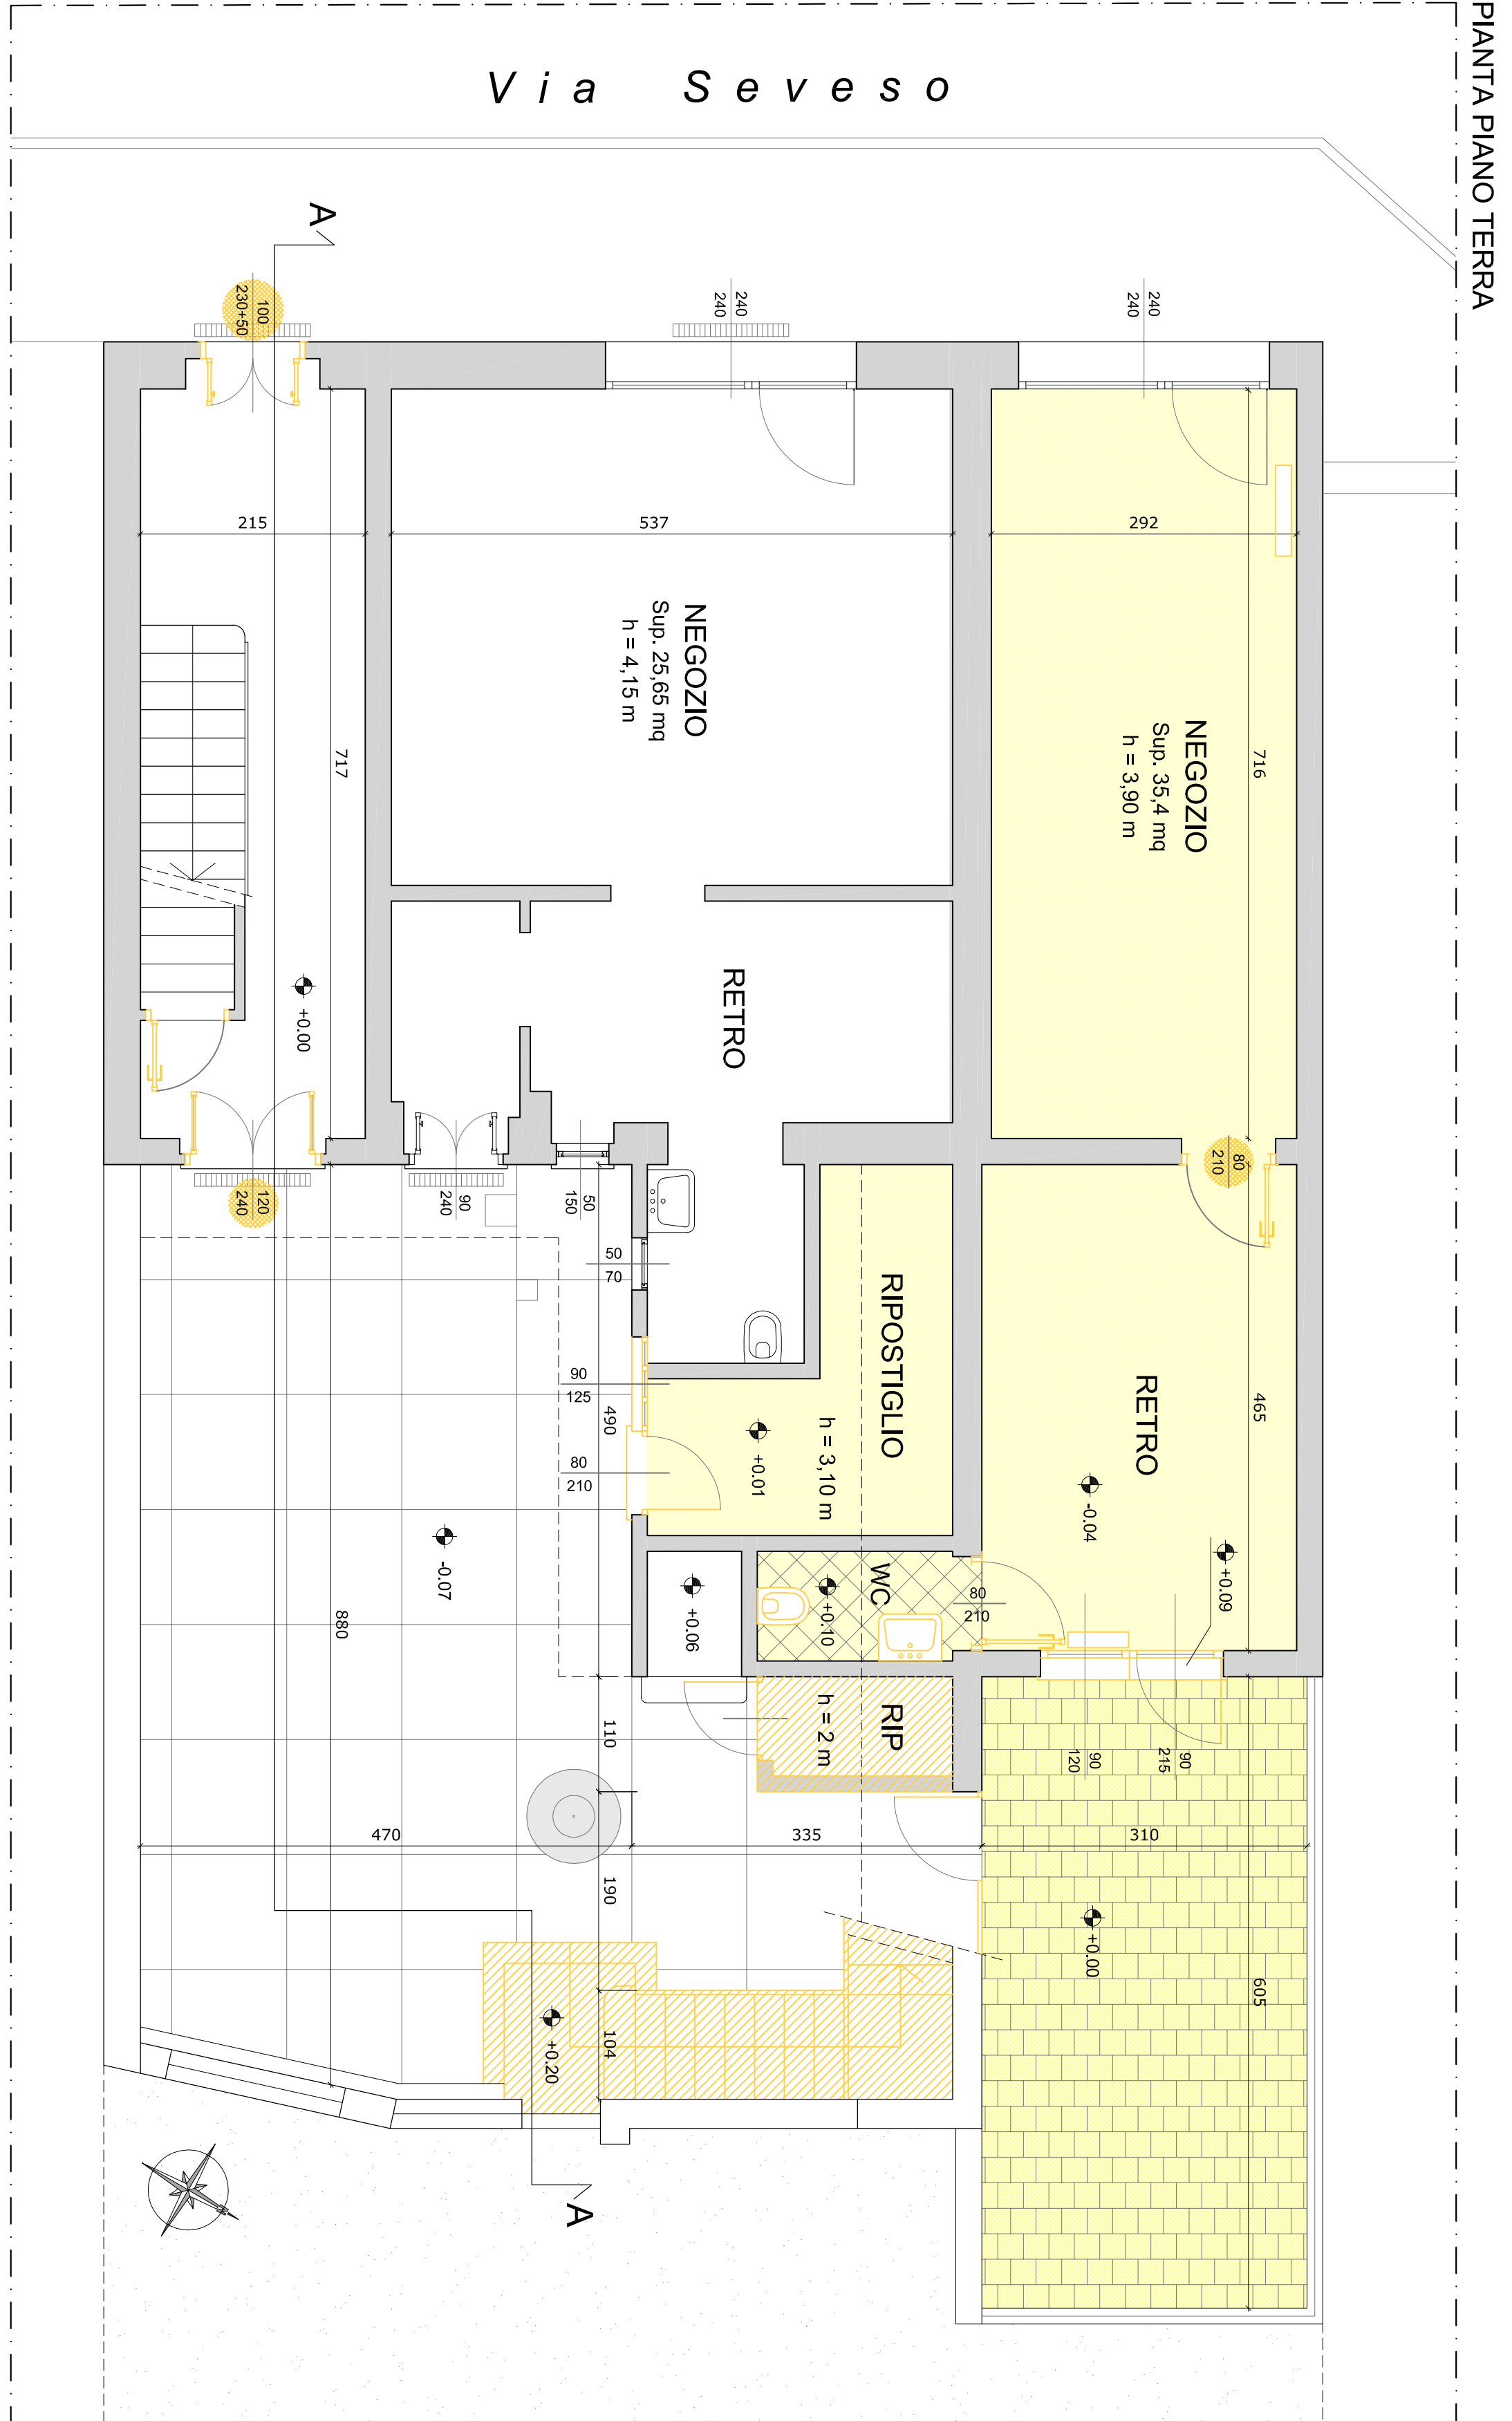 PIANTA PIANO TERRA
Via Seveso
A
100
230+50
240
240
240
240
215
537
292
NEGOZIO
Sup. 25,65 mq
h = 4,15 m
NEGOZIO
Sup. 35,4 mq
h = 3,90 m
717
716
RETRO
+0.00
80
210
120
240
90
240
50
150
50
70
RIPOSTIGLIO
h = 3,10 m
+0.01
90
125
490
80
210
RETRO
465
-0.04
+0.09
-0.07
WC
+0.10
+0.06
80
210
880
110
RIP
h = 2 m
90
120
90
215
470
335
310
190
+0.00
605
+0.20
104
A